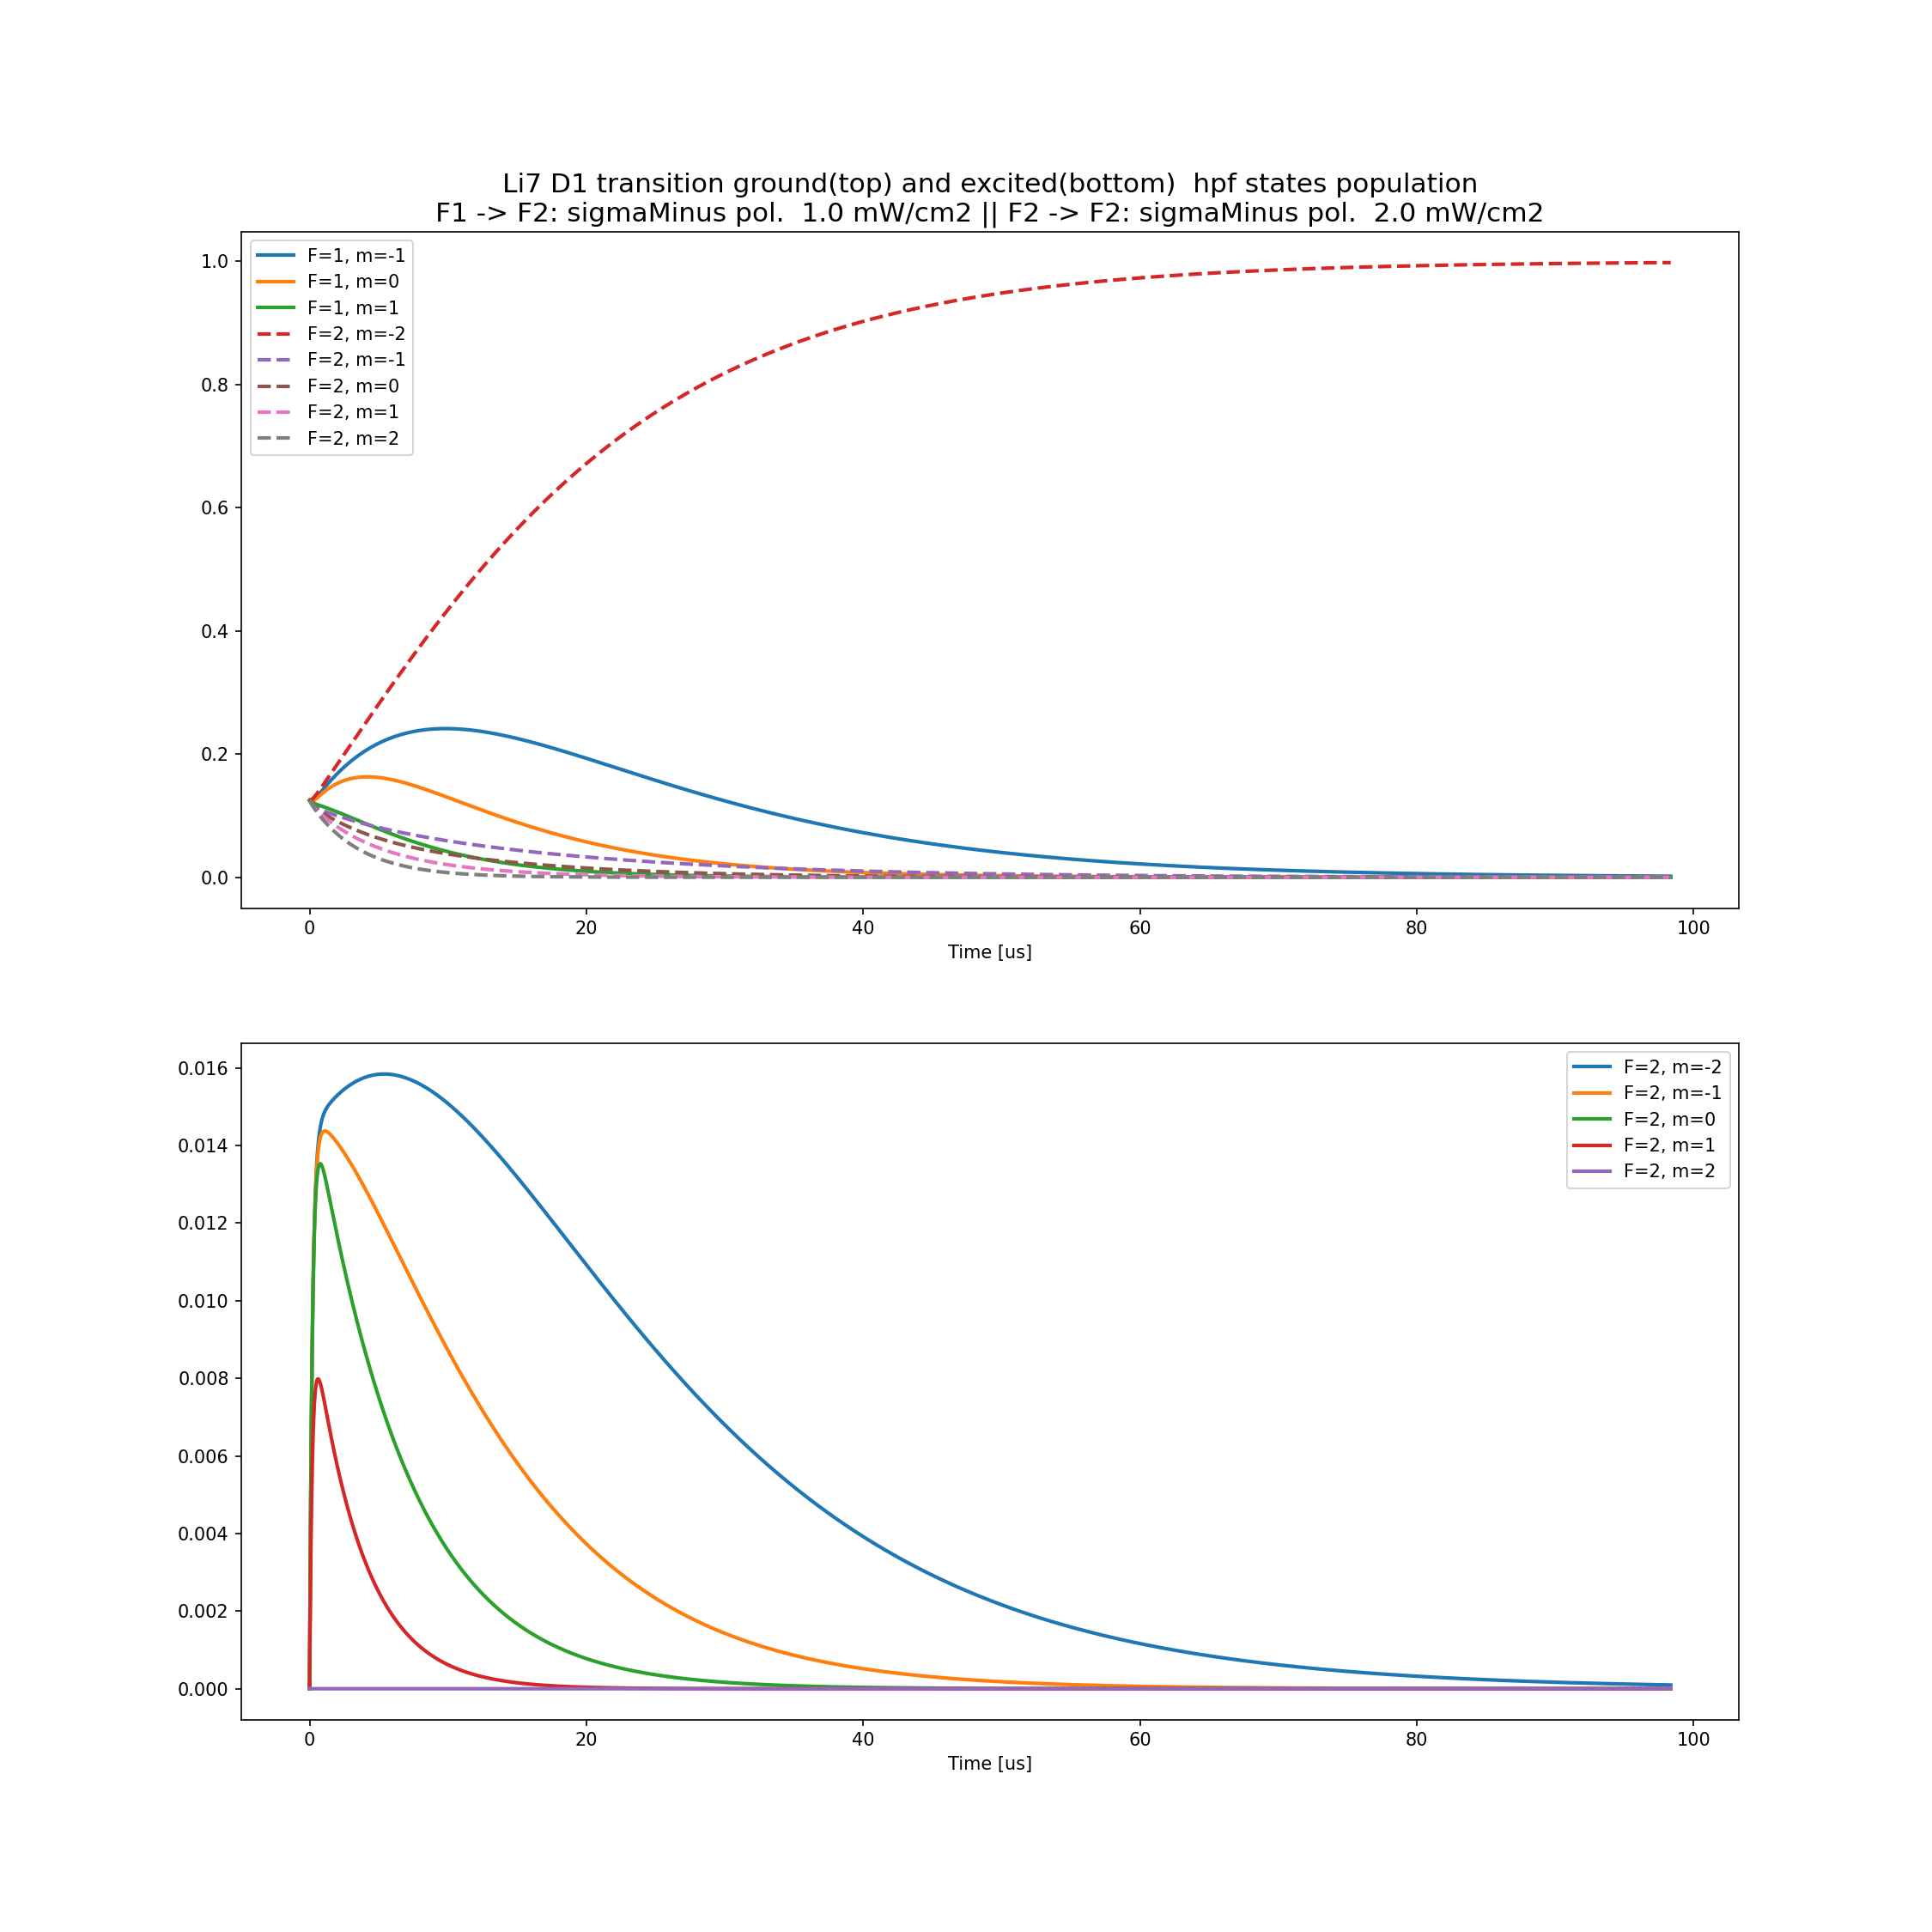 Li7 D1 transition ground(top) and excited(bottom)  hpf states population
F1 -> F2: sigmaMinus pol.  1.0 mW/cm2 || F2 -> F2: sigmaMinus pol.  2.0 mW/cm2
F=1, m=-1
F=1, m=0
F=1, m=1
F=2, m=-2
F=2, m=-1
F=2, m=0
F=2, m=1
F=2, m=2
1.0
0.8
0.6
0.4
0.2
0.0
0 20 40 60 80 100
Time [us]
F=2, m=-2
F=2, m=-1
F=2, m=0
F=2, m=1
F=2, m=2
0.016
0.014
0.012
0.010
0.008
0.006
0.004
0.002
0.000
0 20 40 60 80 100
Time [us]